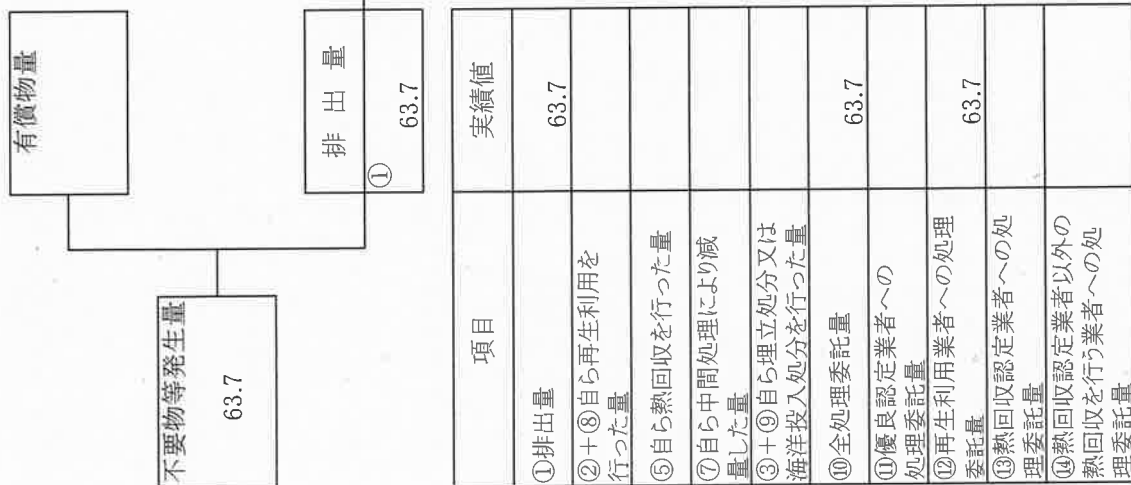 有償物量
不要物等発生量
63.7
排出量
①
63.7
項目
実績値
①排出量
63.7
②+⑧自ら再生利用を
行った量
⑤自ら熱回収を行った量
⑦自ら中間処理により減
量した量
③+⑨自ら埋立処分又は
海洋投入処分を行った量
⑩全処理委託量
63.7
⑪優良認定業者への
処理委託量
⑫再生利用業者への処理
委託量
63.7
⑬熱回収認定業者への処
理委託量
⑭熱回収認定業者以外の
熱回収を行う業者への処
理委託量